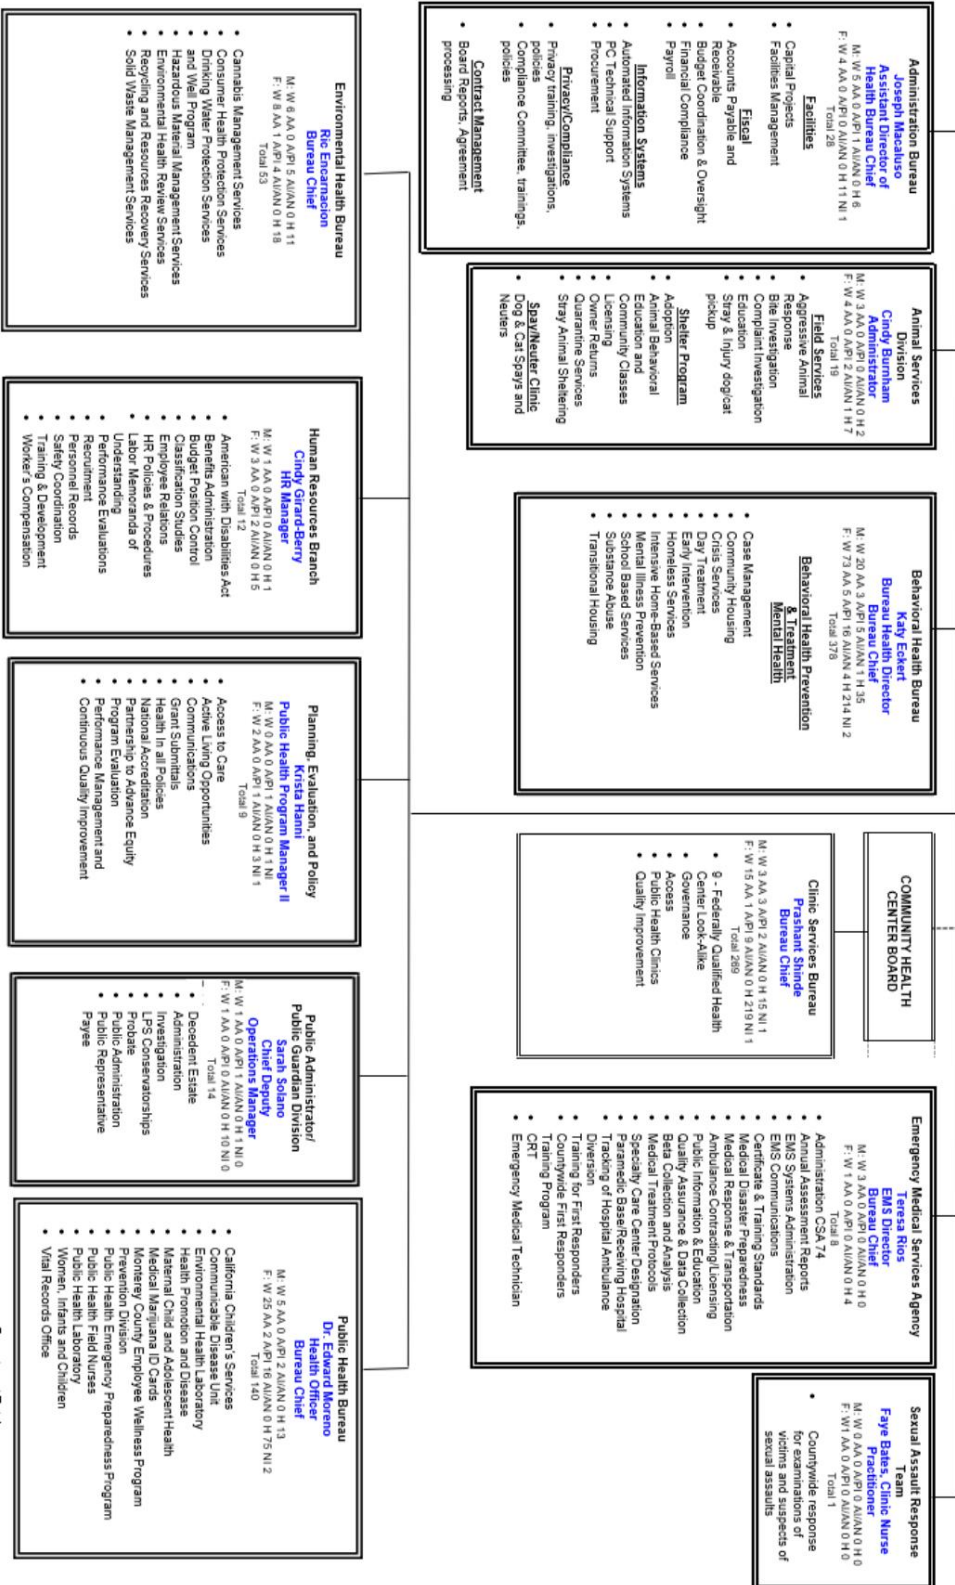 Administration Bureau
Joseph Macaluso
Assistant Director of
Health Bureau Chief
M: W 5 AA 0 A/PI 1 AI/AN 0 H 6
F: W 4 AA 0 A/PI 0 AI/AN 0 H 11 NI 1
Total 28
Facilities
• Capital Projects
• Facilities Management
Fiscal
• Accounts Payable and
Receivable
• Budget Coordination & Oversight
• Financial Compliance
• Payroll
Information Systems
• Automated Information Systems
• PC Technical Support
• Procurement
Privacy/Compliance
• Privacy training, investigations,
policies
• Compliance Committee, trainings,
policies
Contract Management
• Board Reports, Agreement
processing
Animal Services
Division
Cindy Burnham
Administrator
M: W 3 AA 0 A/PI 0 AI/AN 0 H 2
F: W 4 AA 0 A/PI 2 AI/AN 1 H 7
Total 19
Field Services
• Aggressive Animal
Response
• Bite Investigation
• Complaint Investigation
• Education
• Stray & Injury dog/cat
pickup
Shelter Program
• Adoption
• Animal Behavioral
Education and
Community Classes
• Licensing
• Owner Returns
• Quarantine Services
• Stray Animal Sheltering
Spay/Neuter Clinic
• Dog & Cat Spays and
Neuters
Behavioral Health Bureau
Katy Eckert
Bureau Health Director
Bureau Chief
M: W 20 AA 3 A/PI 5 AI/AN 1 H 35
F: W 73 AA 5 A/PI 16 AI/AN 4 H 214 NI 2
Total 378
Behavioral Health Prevention
& Treatment
Mental Health
• Case Management
• Community Housing
• Crisis Services
• Day Treatment
• Early Intervention
• Homeless Services
• Intensive Home-Based Services
• Mental Illness Prevention
• School Based Services
• Substance Abuse
• Transitional Housing
COMMUNITY HEALTH
CENTER BOARD
Clinic Services Bureau
Prashant Shinde
Bureau Chief
M: W 3 AA 3 A/PI 2 AI/AN 0 H 15 NI 1
F: W 15 AA 1 A/PI 9 AI/AN 0 H 219 NI 1
Total 269
• 9 - Federally Qualified Health
Center Look-Alike
• Governance
• Access
• Public Health Clinics
• Quality Improvement
Emergency Medical Services Agency
Teresa Rios
EMS Director
Bureau Chief
M: W 3 AA 0 A/PI 0 AI/AN 0 H 0
F: W 1 AA 0 A/PI 0 AI/AN 0 H 4
Total 8
• Administration CSA 74
• Annual Assessment Reports
• EMS Systems Administration
• EMS Communications
• Certificate & Training Standards
• Medical Disaster Preparedness
• Medical Response & Transportation
• Ambulance Contracting/Licensing
• Public Information & Education
• Quality Assurance & Data Collection
• Beta Collection and Analysis
• Medical Treatment Protocols
• Specialty Care Center Designation
• Paramedic Base/Receiving Hospital
• Tracking of Hospital Ambulance
Diversion
• Training for First Responders
• Countywide First Responders
Training Program
• CRT
• Emergency Medical Technician
Sexual Assault Response
Team
Faye Bates, Clinic Nurse
Practitioner
M: W 0 AA 0 A/PI 0 AI/AN 0 H 0
F: W1 AA 0 A/PI 0 AI/AN 0 H 0
Total 1
• Countywide response
for examinations of
victims and suspects of
sexual assaults
Environmental Health Bureau
Ric Encarnacion
Bureau Chief
M: W 6 AA 0 A/PI 5 AI/AN 0 H 11
F: W 8 AA 1 A/PI 4 AI/AN 0 H 18
Total 53
• Cannabis Management Services
• Consumer Health Protection Services
• Drinking Water Protection Services
and Well Program
• Hazardous Material Management Services
• Environmental Health Review Services
• Recycling and Resources Recovery Services
• Solid Waste Management Services
Human Resources Branch
Cindy Girard-Berry
HR Manager
M: W 1 AA 0 A/PI 0 AI/AN 0 H 1
F: W 3 AA 0 A/PI 2 AI/AN 0 H 5
Total 12
• American with Disabilities Act
• Benefits Administration
• Budget Position Control
• Classification Studies
• Employee Relations
• HR Policies & Procedures
• Labor Memoranda of
Understanding
• Performance Evaluations
• Recruitment
• Personnel Records
• Safety Coordination
• Training & Development
• Worker's Compensation
Planning, Evaluation, and Policy
Krista Hanni
Public Health Program Manager II
M: W 0 AA 0 A/PI 1 AI/AN 0 H 1 NI
F: W 2 AA 0 A/PI 1 AI/AN 0 H 3 NI 1
Total 9
• Access to Care
• Active Living Opportunities
• Communications
• Grant Submittals
• Health In all Policies
• National Accreditation
• Partnership to Advance Equity
• Program Evaluation
• Performance Management and
• Continuous Quality Improvement
Public Administrator/
Public Guardian Division
Sarah Solano
Chief Deputy
Operations Manager
M: W 1 AA 0 A/PI 1 AI/AN 0 H 1 NI 0
F: W 1 AA 0 A/PI 0 AI/AN 0 H 10 NI 0
Total 14
• Decedent Estate
• Administration
• Investigation
• LPS Conservatorships
• Probate
• Public Administration
• Public Representative
Payee
Public Health Bureau
Dr. Edward Moreno
Health Officer
Bureau Chief
M: W 5 AA 0 A/PI 2 AI/AN 0 H 13
F: W 25 AA 2 A/PI 16 AI/AN 0 H 75 NI 2
Total 140
• California Children's Services
• Communicable Disease Unit
• Environmental Health Laboratory
• Health Promotion and Disease
• Maternal Child and Adolescent Health
• Medical Marijuana ID Cards
• Monterey County Employee Wellness Program
• Prevention Division
• Public Health Emergency Preparedness Program
• Public Health Field Nurses
• Public Health Laboratory
• Women, Infants and Children
• Vital Records Office